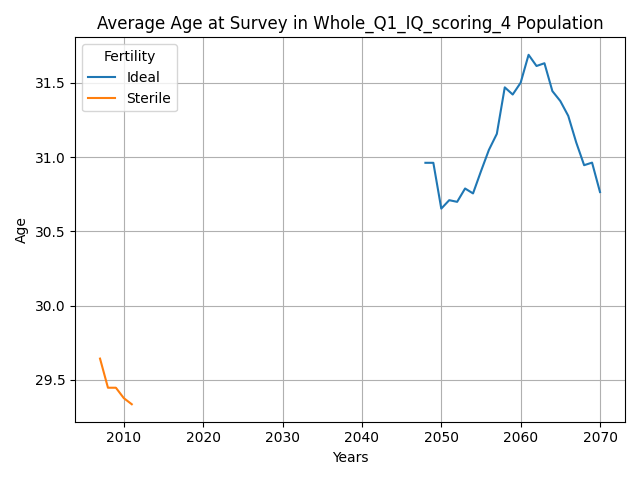 Average Age at Survey in Whole_Q1_IQ_scoring_4 Population
Fertility
Ideal
Sterile
31.5
31.0
30.5
30.0
29.5
Age
2010 2020 2030 2040 2050 2060 2070
Years